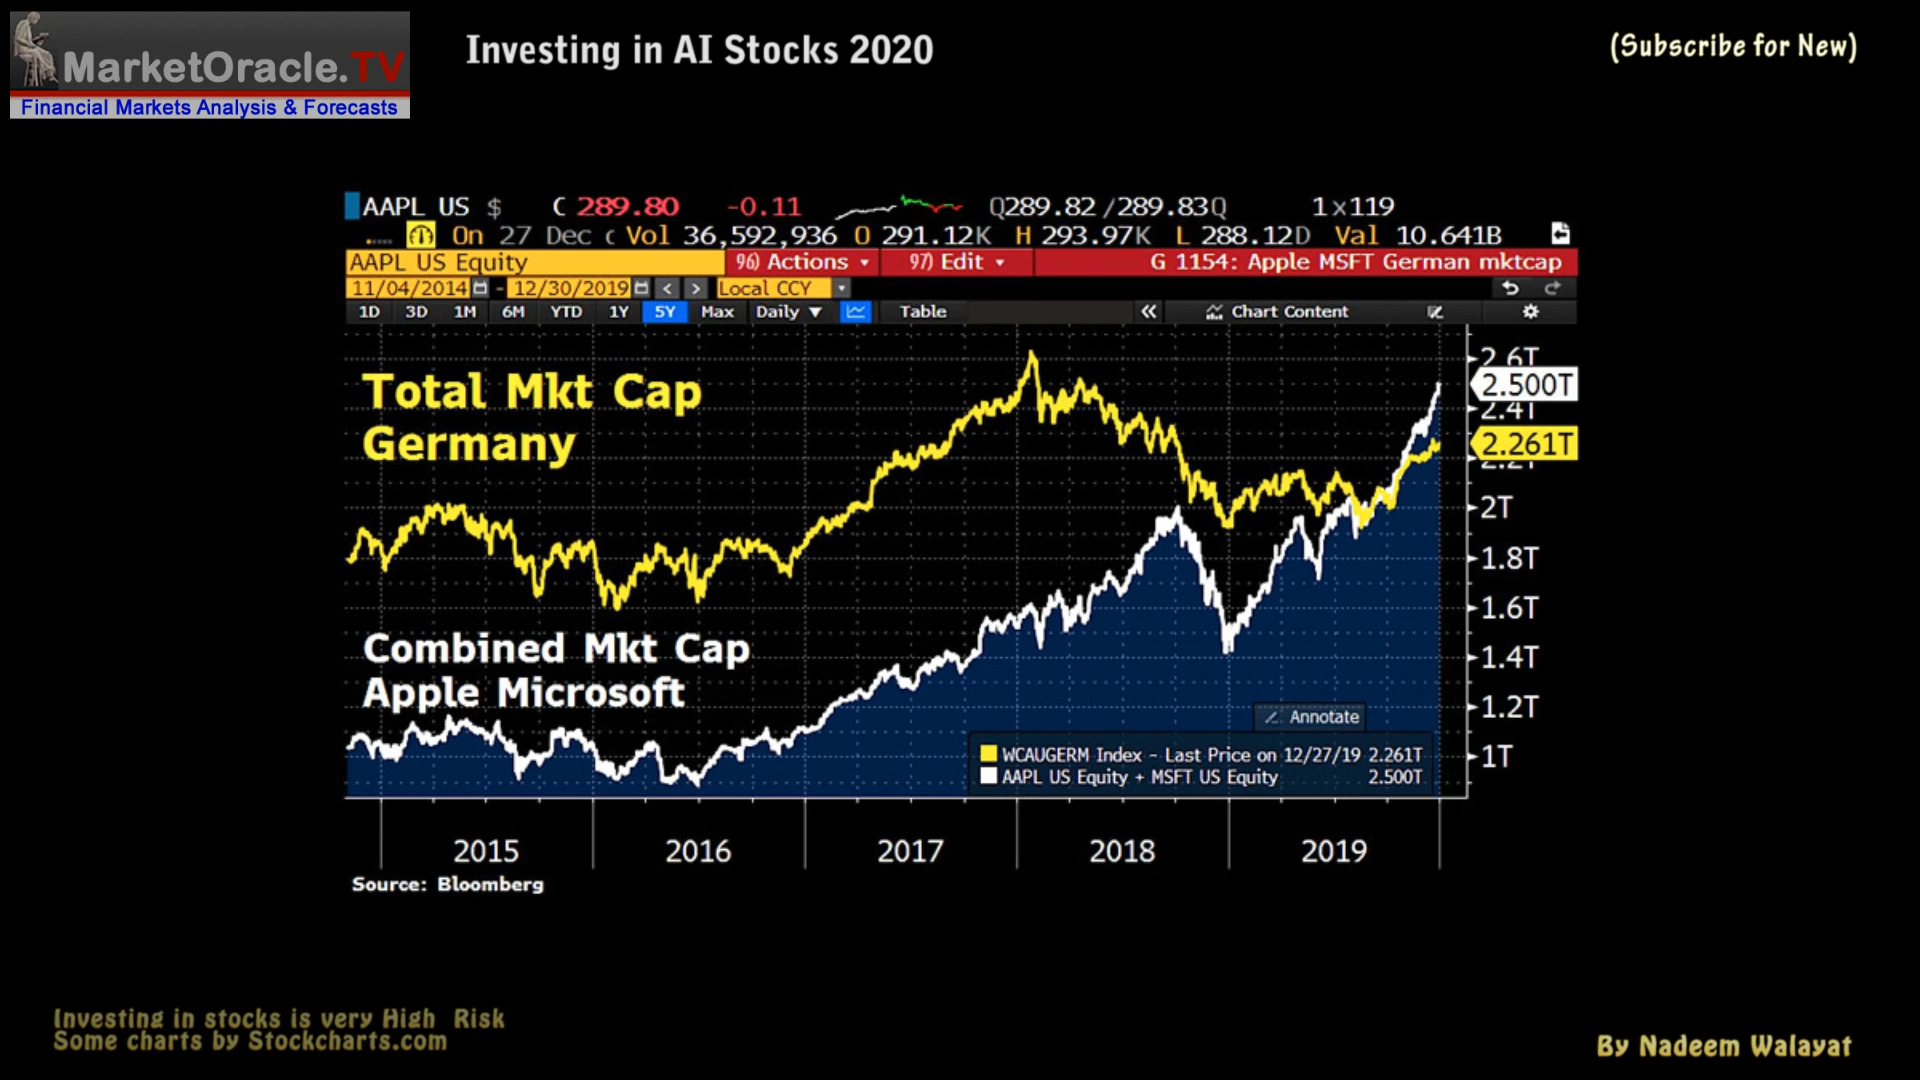 MarketOracle.TV
Financial Markets Analysis & Forecasts
Investing in AI Stocks 2020
(Subscribe for New)
AAPL US $ C 289.80 -0.11 Q289.82/289.83Q 1x119
On 27 Dec Vol 36,592,936 O 291.12K H 293.97K L 288.12D Val 10.641B
AAPL US Equity 96) Actions 97) Edit G 1154: Apple MSFT German mktcap
11/04/2014 - 12/30/2019 < > Local CCY
1D 3D 1M 6M YTD 1Y 5Y Max Daily Table « Chart Content
Total Mkt Cap
Germany
Combined Mkt Cap
Apple Microsoft
2.6T
2.500T
2.4T
2.261T
2.2T
2T
1.8T
1.6T
1.4T
1.2T
1T
Annotate
WCAUGERM Index - Last Price on 12/27/19 2.261T
AAPL US Equity + MSFT US Equity 2.500T
2015 2016 2017 2018 2019
Source: Bloomberg
Investing in stocks is very High Risk
Some charts by Stockcharts.com
By Nadeem Walayat